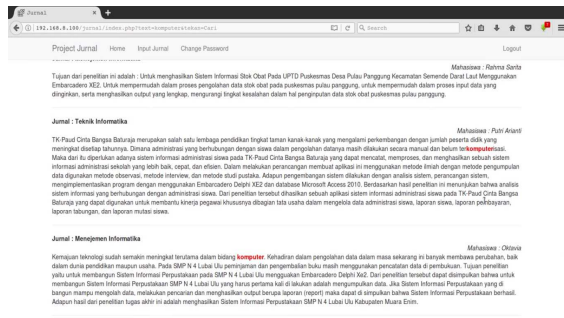 Jurnal
192.168.8.100/jurnal/index.php?text=komputer&tekan=Cari
Search
Project Jurnal Home Input Jurnal Change Password Logout
Mahasiswa : Rahma Sarita
Tujuan dari penelitian ini adalah : Untuk menghasilkan Sistem Informasi Stok Obat Pada UPTD Puskesmas Desa Pulau Panggung Kecamatan Semende Darat Laut Menggunakan
Embarcadero XE2. Untuk mempermudah dalam proses pengolahan data stok obat pada puskesmas pulau panggung, untuk mempermudah dalam proses input data yang
diinginkan, serta menghasilkan output yang lengkap, mengurangi tingkat kesalahan dalam hal penginputan data stok obat puskesmas pulau panggung.
Jurnal : Teknik Informatika
Mahasiswa : Putri Arianti
TK-Paud Cinta Bangsa Baturaja merupakan salah satu lembaga pendidikan tingkat taman kanak-kanak yang mengalami perkembangan dengan jumlah peserta didik yang
meningkat disetiap tahunnya. Dimana administrasi yang berhubungan dengan siswa dalam pengolahan datanya masih dilakukan secara manual dan belum terkomputerisasi.
Maka dari itu diperlukan adanya sistem informasi administrasi siswa pada TK-Paud Cinta Bangsa Baturaja yang dapat mencatat, memproses, dan menghasilkan sebuah sistem
informasi administrasi sekolah yang lebih baik, cepat, dan efisien. Dalam melakukan perancangan membuat aplikasi ini menggunakan metode ilmiah dengan metode pengumpulan
data digunakan metode observasi, metode interview, dan metode studi pustaka. Adapun pengembangan sistem digunakan dengan analisis sistem, perancangan sistem,
mengimplementasikan program dengan menggunakan Embarcadero Delphi XE2 dan database Microsoft Access 2010. Berdasarkan hasil penelitian ini menunjukan bahwa analisis
sistem informasi yang berhubungan dengan administrasi siswa. Dari penelitian tersebut dihasilkan sebuah aplikasi sistem informasi administrasi siswa pada TK-Paud Cinta Bangsa
Baturaja yang dapat digunakan untuk membantu kinerja pegawai khususnya dibagian tata usaha dalam mengelola data administrasi siswa, laporan siswa, laporan pembayaran,
laporan tabungan, dan laporan mutasi siswa.
Jurnal : Menejemen Informatika
Mahasiswa : Oktavia
Kemajuan teknologi sudah semakin meningkat terutama dalam bidang komputer. Kehadiran dalam pengolahan data dalam masa sekarang ini banyak membawa perubahan, baik
dalam dunia pendidikan maupun usaha. Pada SMP N 4 Lubai Ulu peminjaman dan pengembalian buku masih menggunakan pencatatan data di pembukuan. Tujuan penelitian
yaitu untuk membangun Sistem Informasi Perpustakaan pada SMP N 4 Lubai Ulu mengguakan Embarcadero Delphi Xe2. Dari penelitian tersebut dapat disimpulkan bahwa untuk
membangun Sistem Informasi Perpustakaan SMP N 4 Lubai Ulu yang harus pertama kali di lakukan adalah mengumpulkan data. Jika Sistem Informasi Perpustakaan yang di
bangun mampu mengolah data, melakukan pencarian dan menghasilkan output berupa laporan (report) maka dapat di simpulkan bahwa Sistem Informasi Perpustakaan berhasil.
Adapun hasil dari penelitian tugas akhir ini adalah menghasilkan Sistem Informasi Perpustakaan SMP N 4 Lubai Ulu Kabupaten Muara Enim.